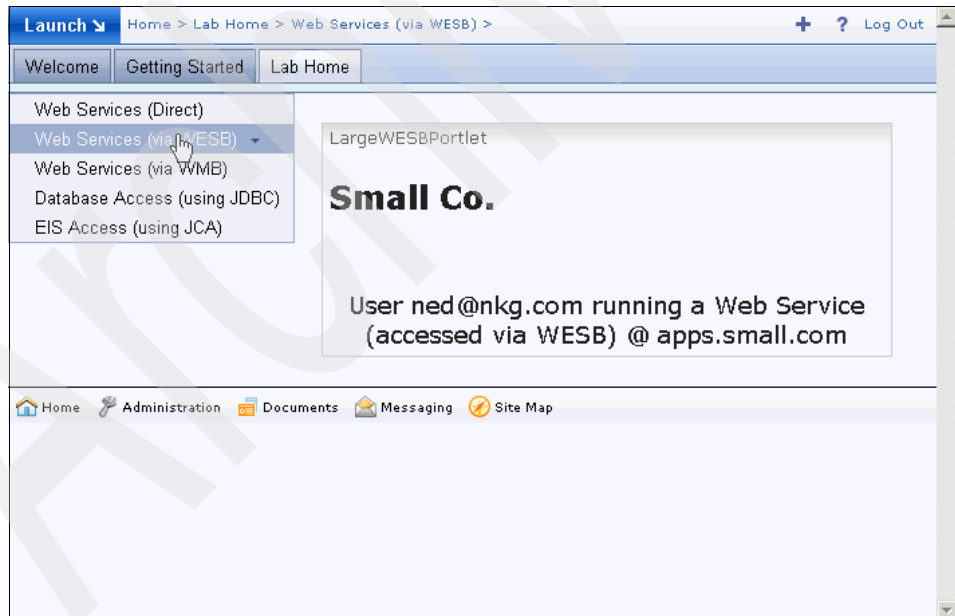 Launch Home > Lab Home > Web Services (via WESB) > + ? Log Out
Welcome Getting Started Lab Home
Web Services (Direct)
Web Services (via WESB)
Web Services (via WMB)
Database Access (using JDBC)
EIS Access (using JCA)
LargeWESBPortlet
Small Co.
User ned@nkg.com running a Web Service
(accessed via WESB) @ apps.small.com
Home Administration Documents Messaging Site Map